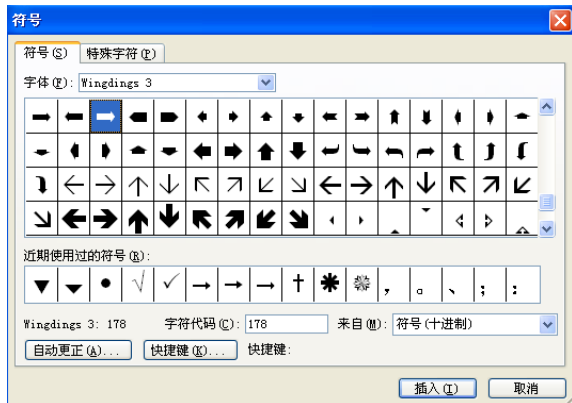 符号
符号(S) 特殊字符(P)
字体(F): Wingdings 3
近期使用过的符号(R):
▼ ● √ ✓ → → → † ✱ , 。 、 ; :
Wingdings 3: 178 字符代码(C): 178 来自(M): 符号(十进制)
自动更正(A)... 快捷键(K)... 快捷键:
插入(I) 取消